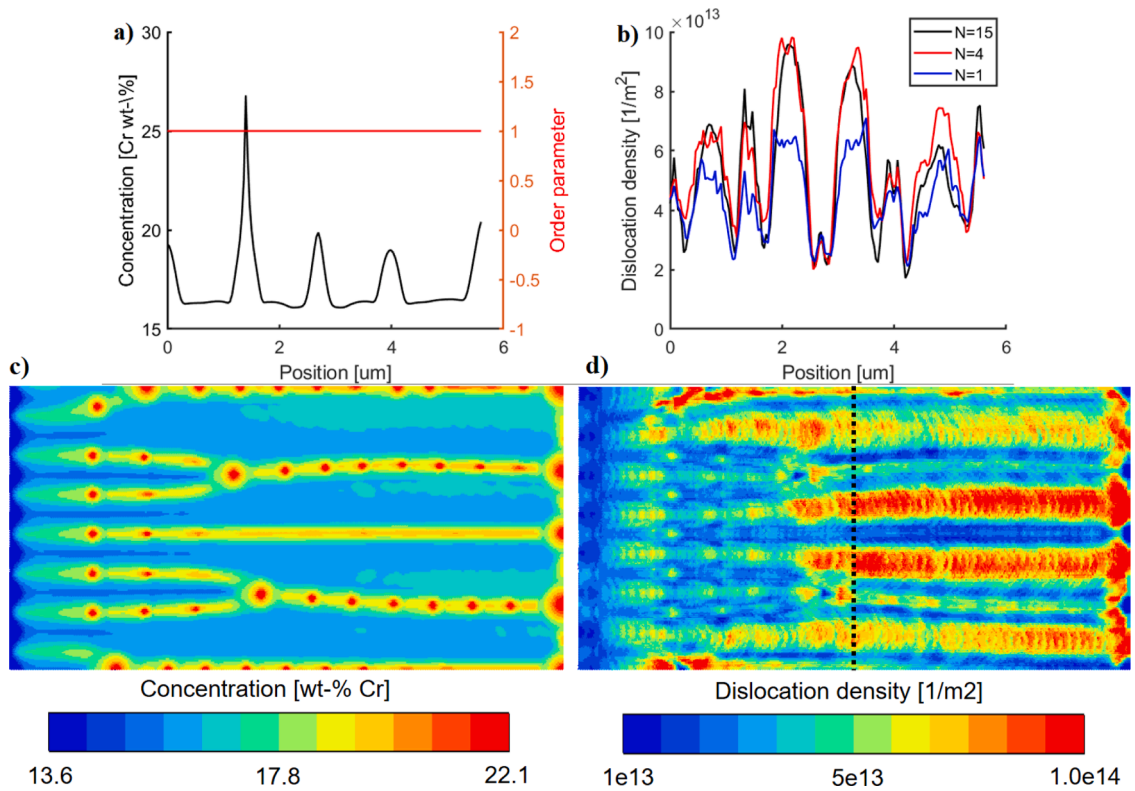 a)
30
25
20
15
Concentration [Cr wt-\%]
2
1.5
1
0.5
0
-0.5
-1
Order parameter
0 2 4 6
Position [um]
b)
10 ×10^13
8
6
4
2
0
Dislocation density [1/m²]
N=15
N=4
N=1
0 2 4 6
Position [um]
c)
d)
Concentration [wt-% Cr]
13.6 17.8 22.1
Dislocation density [1/m2]
1e13 5e13 1.0e14